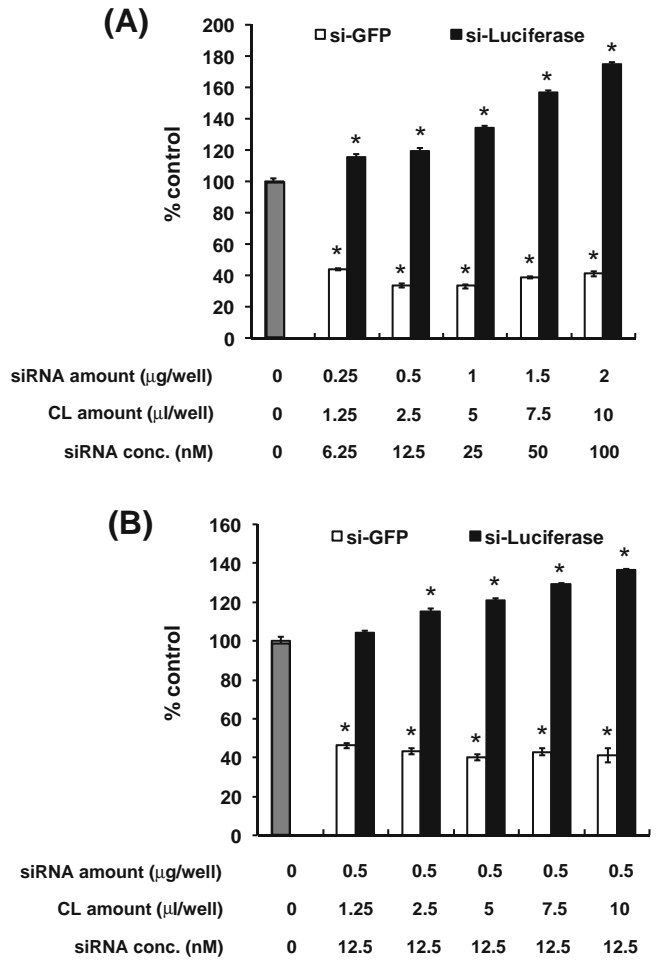 (A)
si-GFP si-Luciferase
200
180
160
140
120
100
80
60
40
20
0
% control
* * * * *
* * * * *
siRNA amount (μg/well) 0 0.25 0.5 1 1.5 2
CL amount (μl/well) 0 1.25 2.5 5 7.5 10
siRNA conc. (nM) 0 6.25 12.5 25 50 100
(B)
si-GFP si-Luciferase
160
140
120
100
80
60
40
20
0
% control
* * * *
* * * * *
siRNA amount (μg/well) 0 0.5 0.5 0.5 0.5 0.5
CL amount (μl/well) 0 1.25 2.5 5 7.5 10
siRNA conc. (nM) 0 12.5 12.5 12.5 12.5 12.5